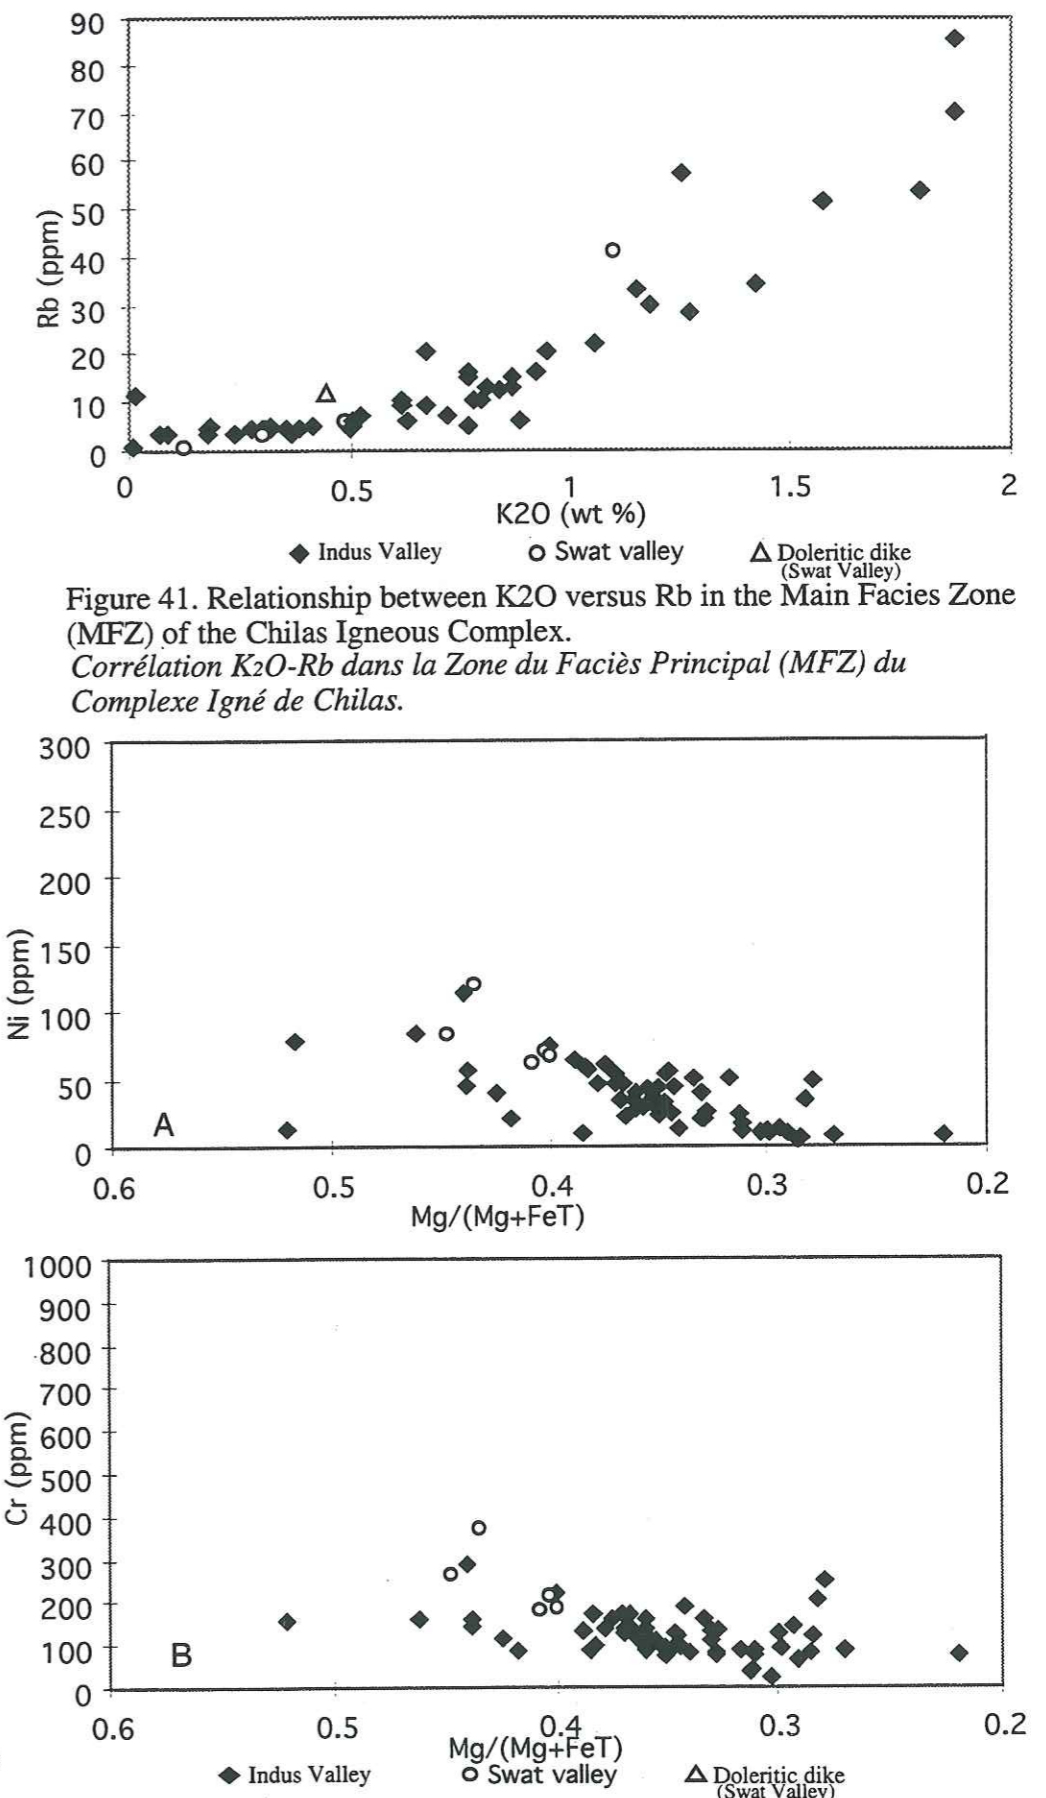 90
80
70
60
50
40
30
20
10
0
Rb (ppm)
0 0.5 1 1.5 2
K2O (wt %)
Indus Valley Swat valley Doleritic dike
(Swat Valley)
Figure 41. Relationship between K2O versus Rb in the Main Facies Zone
(MFZ) of the Chilas Igneous Complex.
Corrélation K2O-Rb dans la Zone du Faciès Principal (MFZ) du
Complexe Igné de Chilas.
300
250
200
150
100
50
0
Ni (ppm)
A
0.6 0.5 0.4 0.3 0.2
Mg/(Mg+FeT)
1000
900
800
700
600
500
400
300
200
100
0
Cr (ppm)
B
0.6 0.5 0.4 0.3 0.2
Mg/(Mg+FeT)
Indus Valley Swat valley Doleritic dike
(Swat Valley)